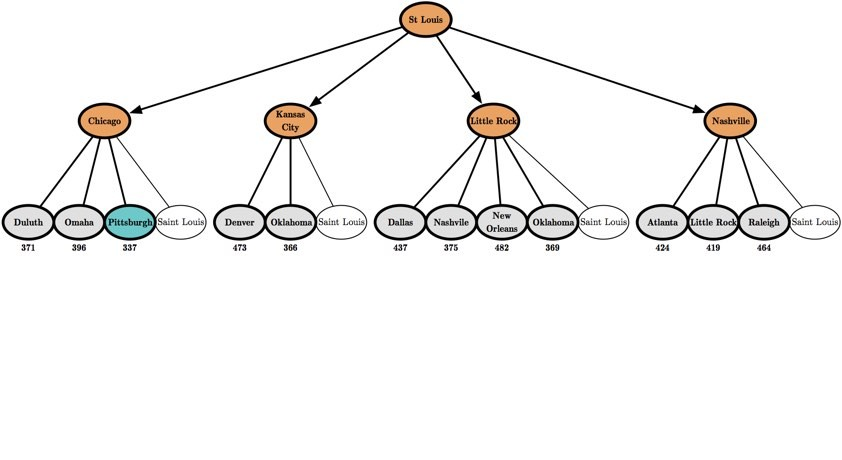 St Louis
Chicago
Kansas
City
Little Rock
Nashville
Duluth
Omaha
Pittsburgh
Saint Louis
Denver
Oklahoma
Saint Louis
Dallas
Nashvile
New
Orleans
Oklahoma
Saint Louis
Atlanta
Little Rock
Raleigh
Saint Louis
371
396
337
473
366
437
375
482
369
424
419
464